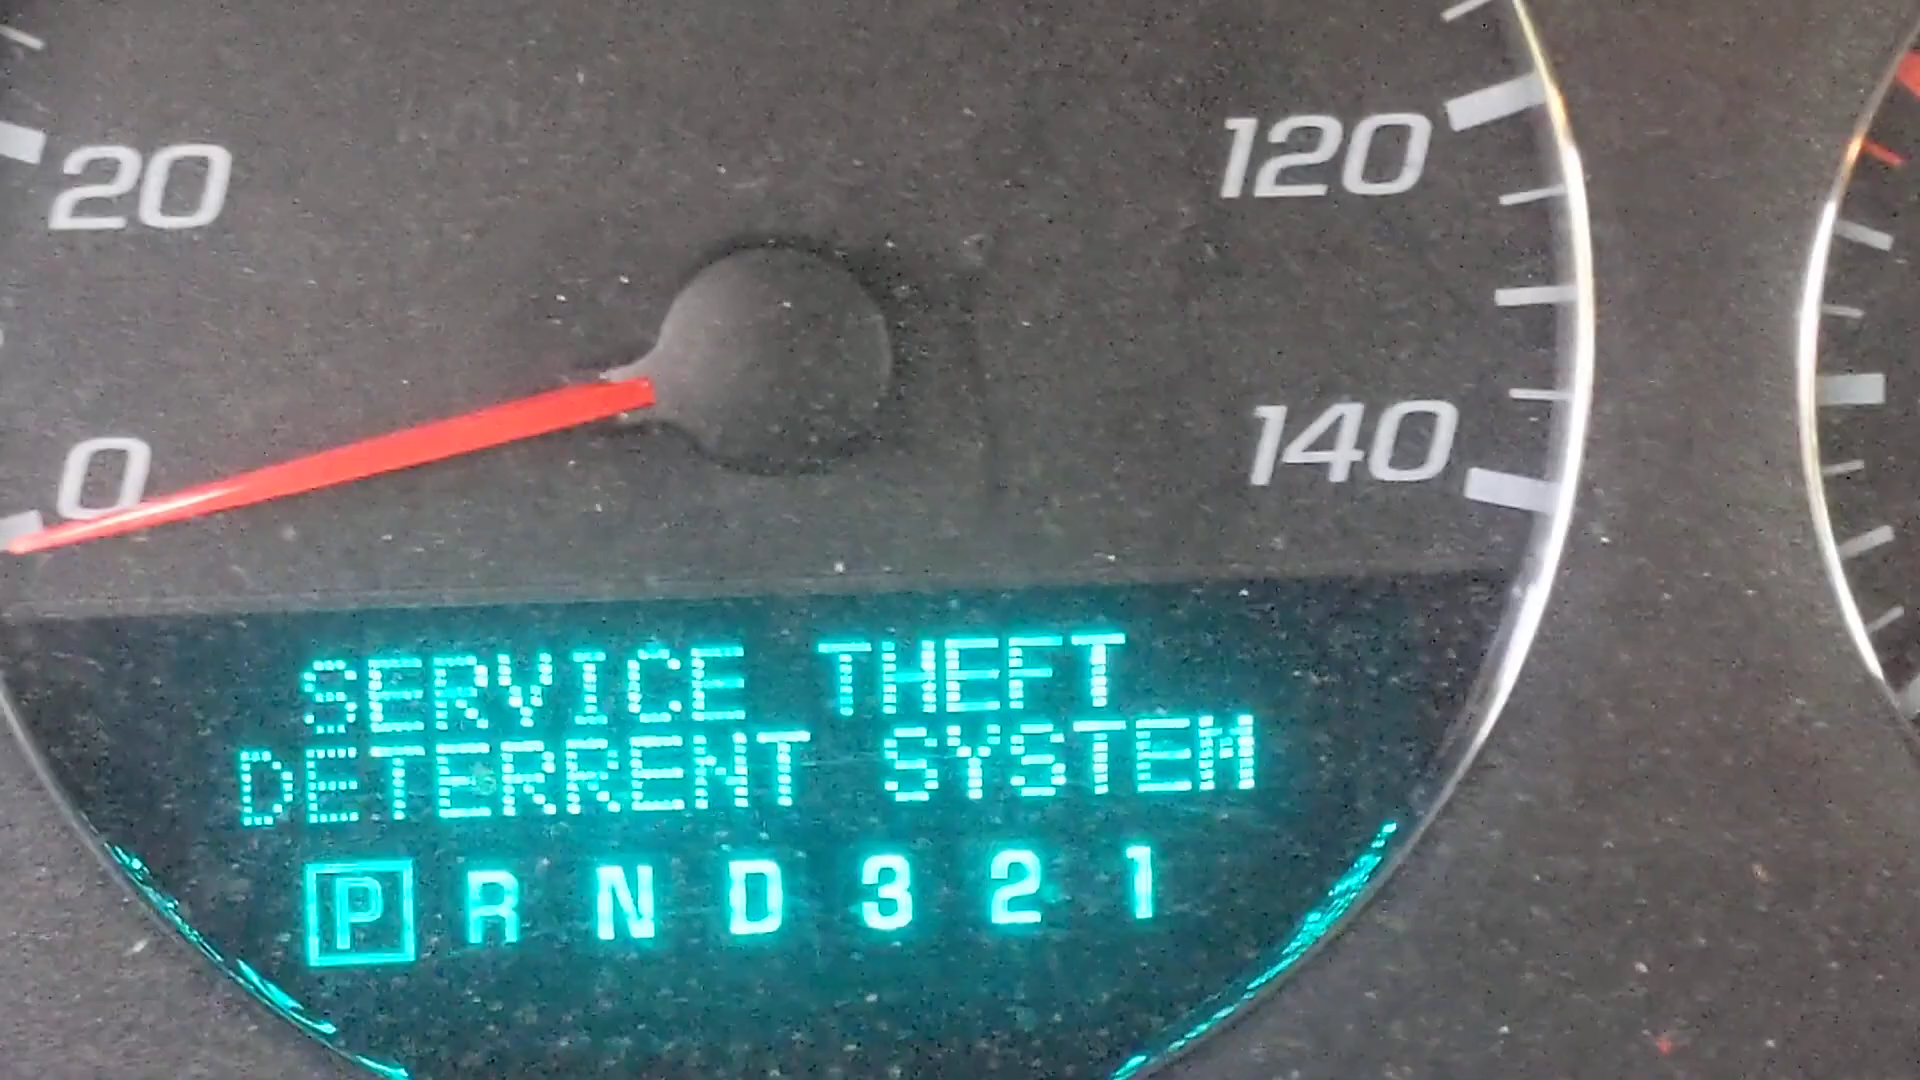 20
120
0
140
SERVICE THEFT
DETERRENT SYSTEM
P R N D 3 2 1